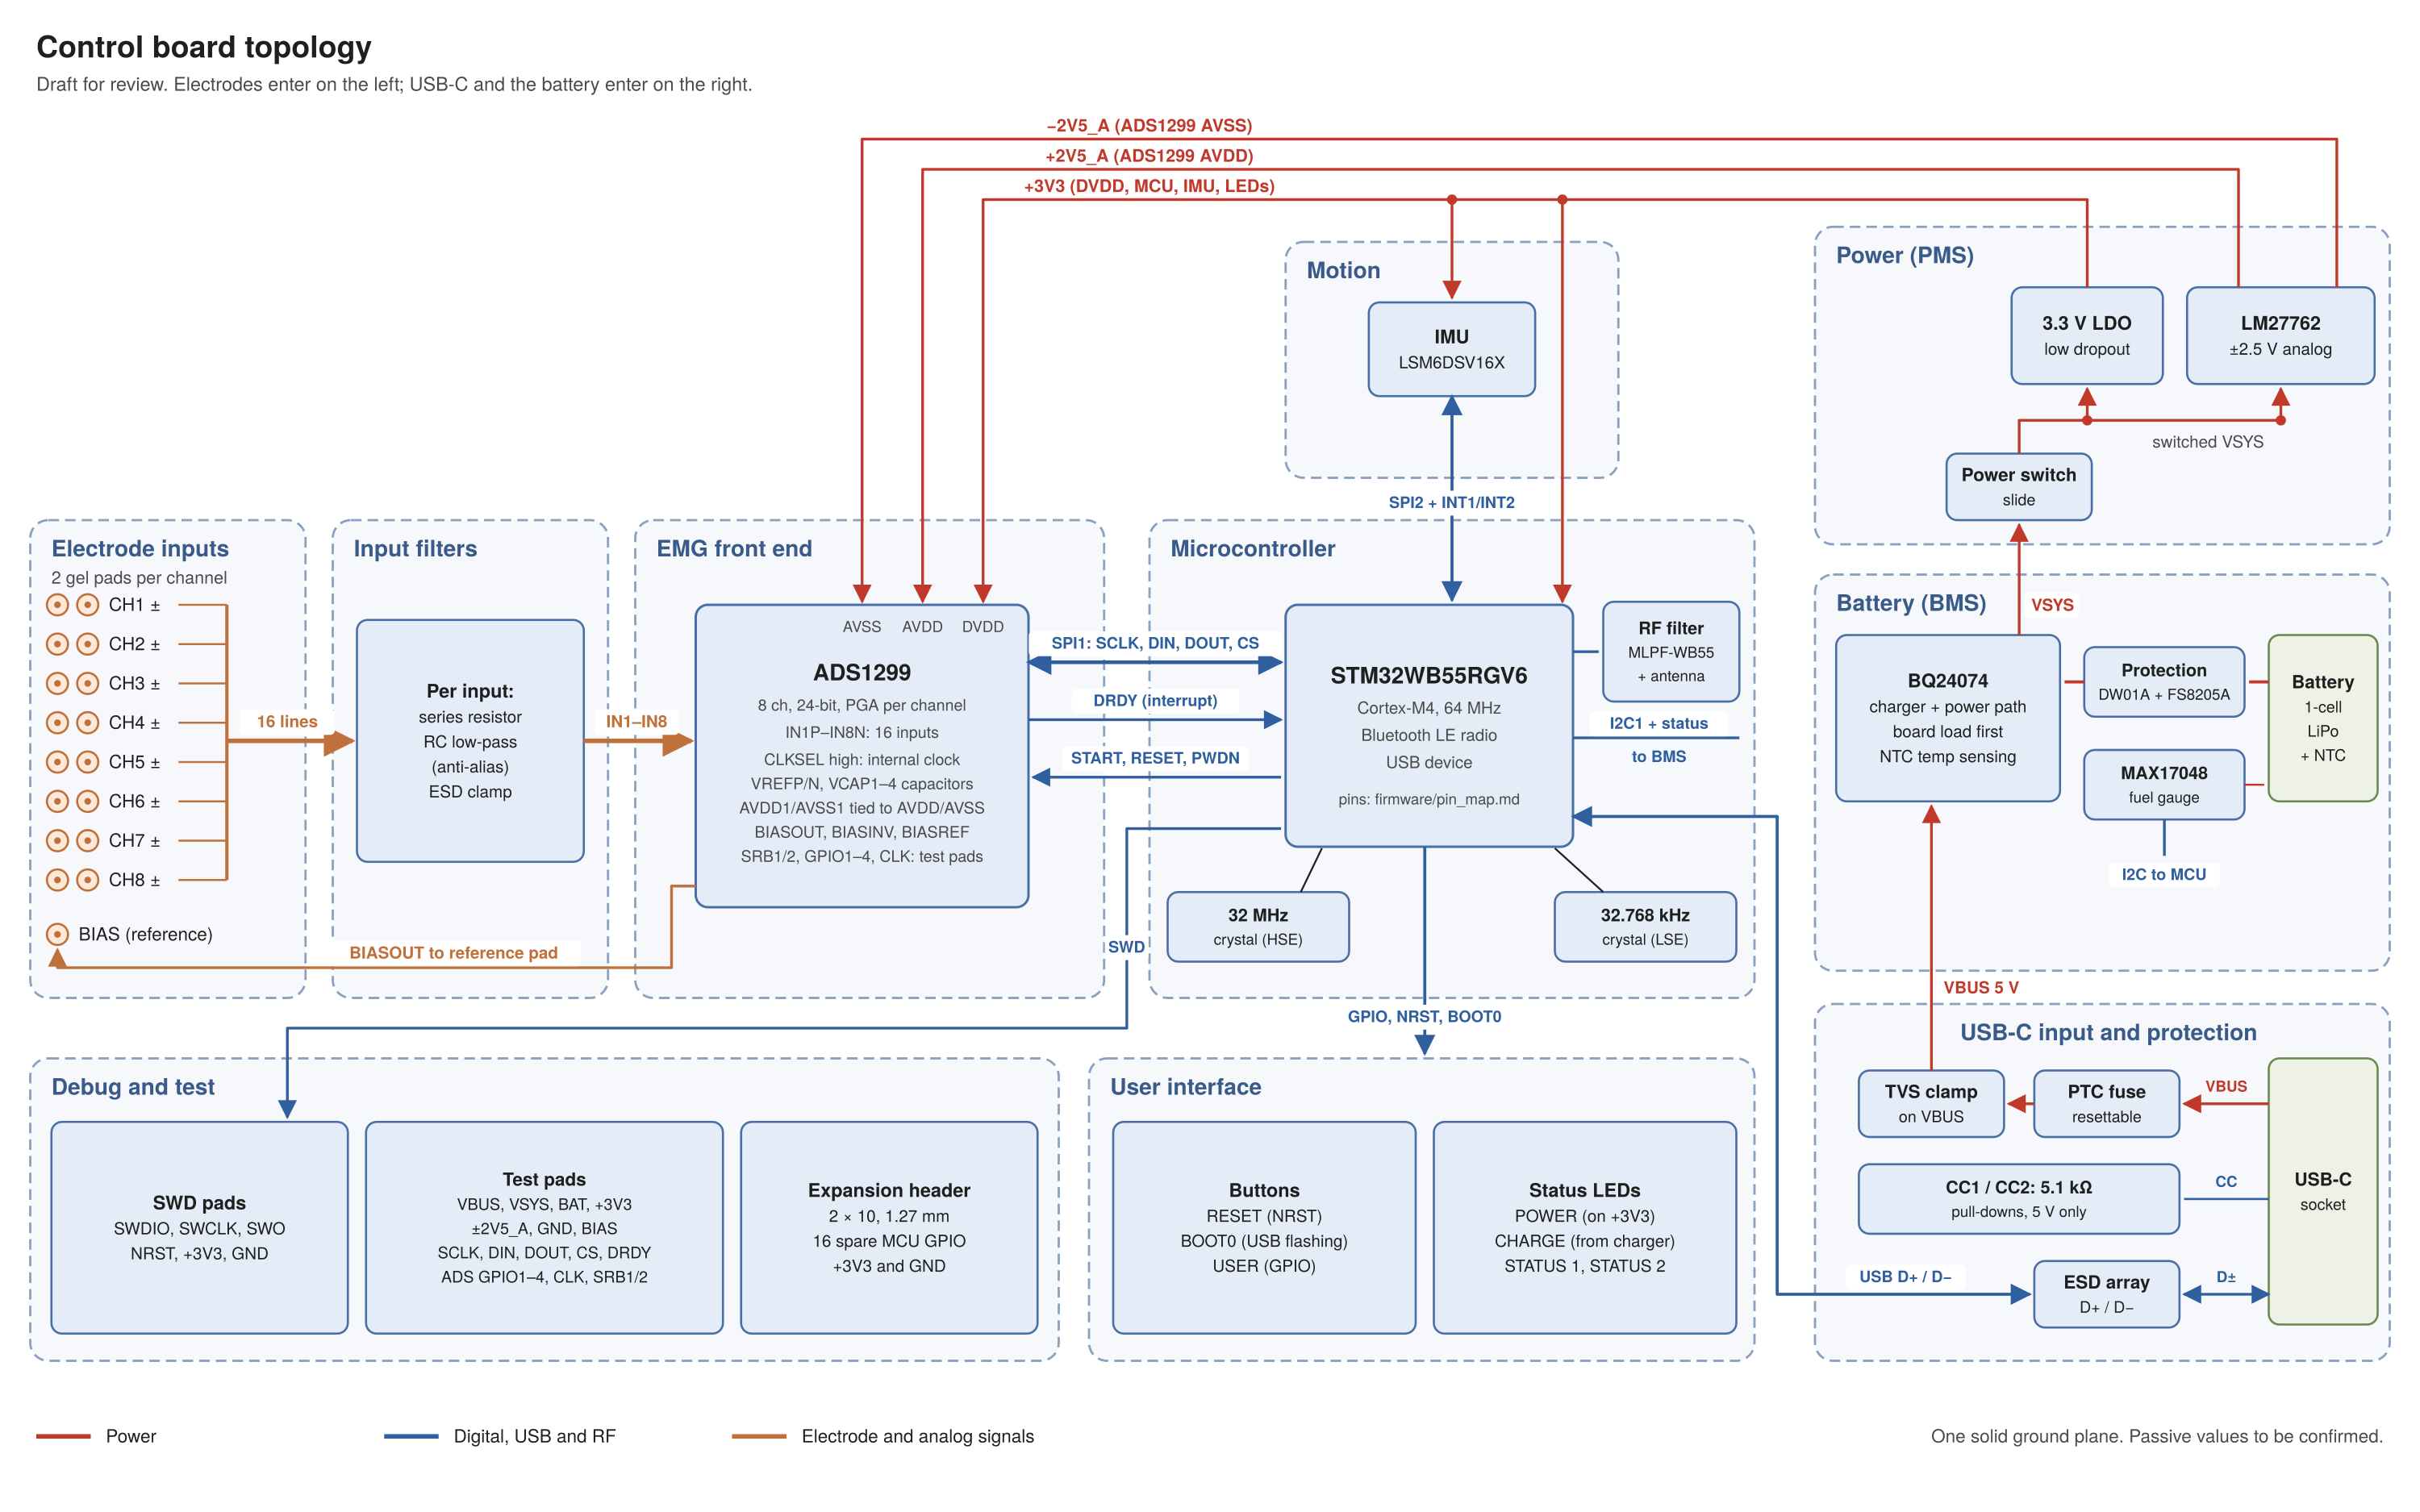 Control board topology
Draft for review. Electrodes enter on the left; USB-C and the battery enter on the right.
−2V5_A (ADS1299 AVSS)
+2V5_A (ADS1299 AVDD)
+3V3 (DVDD, MCU, IMU, LEDs)
Motion
IMU
LSM6DSV16X
SPI2 + INT1/INT2
Power (PMS)
3.3 V LDO
low dropout
LM27762
±2.5 V analog
switched VSYS
Power switch
slide
Electrode inputs
2 gel pads per channel
CH1 ±
CH2 ±
CH3 ±
CH4 ±
CH5 ±
CH6 ±
CH7 ±
CH8 ±
BIAS (reference)
16 lines
Input filters
Per input:
series resistor
RC low-pass
(anti-alias)
ESD clamp
IN1–IN8
BIASOUT to reference pad
EMG front end
AVSS
AVDD
DVDD
ADS1299
8 ch, 24-bit, PGA per channel
IN1P–IN8N: 16 inputs
CLKSEL high: internal clock
VREFP/N, VCAP1–4 capacitors
AVDD1/AVSS1 tied to AVDD/AVSS
BIASOUT, BIASINV, BIASREF
SRB1/2, GPIO1–4, CLK: test pads
SPI1: SCLK, DIN, DOUT, CS
DRDY (interrupt)
START, RESET, PWDN
SWD
Microcontroller
STM32WB55RGV6
Cortex-M4, 64 MHz
Bluetooth LE radio
USB device
pins: firmware/pin_map.md
RF filter
MLPF-WB55
+ antenna
I2C1 + status
to BMS
32 MHz
crystal (HSE)
32.768 kHz
crystal (LSE)
GPIO, NRST, BOOT0
Battery (BMS)
VSYS
BQ24074
charger + power path
board load first
NTC temp sensing
Protection
DW01A + FS8205A
MAX17048
fuel gauge
I2C to MCU
Battery
1-cell
LiPo
+ NTC
VBUS 5 V
USB-C input and protection
TVS clamp
on VBUS
PTC fuse
resettable
VBUS
CC1 / CC2: 5.1 kΩ
pull-downs, 5 V only
CC
USB-C
socket
USB D+ / D−
ESD array
D+ / D−
D±
Debug and test
SWD pads
SWDIO, SWCLK, SWO
NRST, +3V3, GND
Test pads
VBUS, VSYS, BAT, +3V3
±2V5_A, GND, BIAS
SCLK, DIN, DOUT, CS, DRDY
ADS GPIO1–4, CLK, SRB1/2
Expansion header
2 × 10, 1.27 mm
16 spare MCU GPIO
+3V3 and GND
User interface
Buttons
RESET (NRST)
BOOT0 (USB flashing)
USER (GPIO)
Status LEDs
POWER (on +3V3)
CHARGE (from charger)
STATUS 1, STATUS 2
Power
Digital, USB and RF
Electrode and analog signals
One solid ground plane. Passive values to be confirmed.